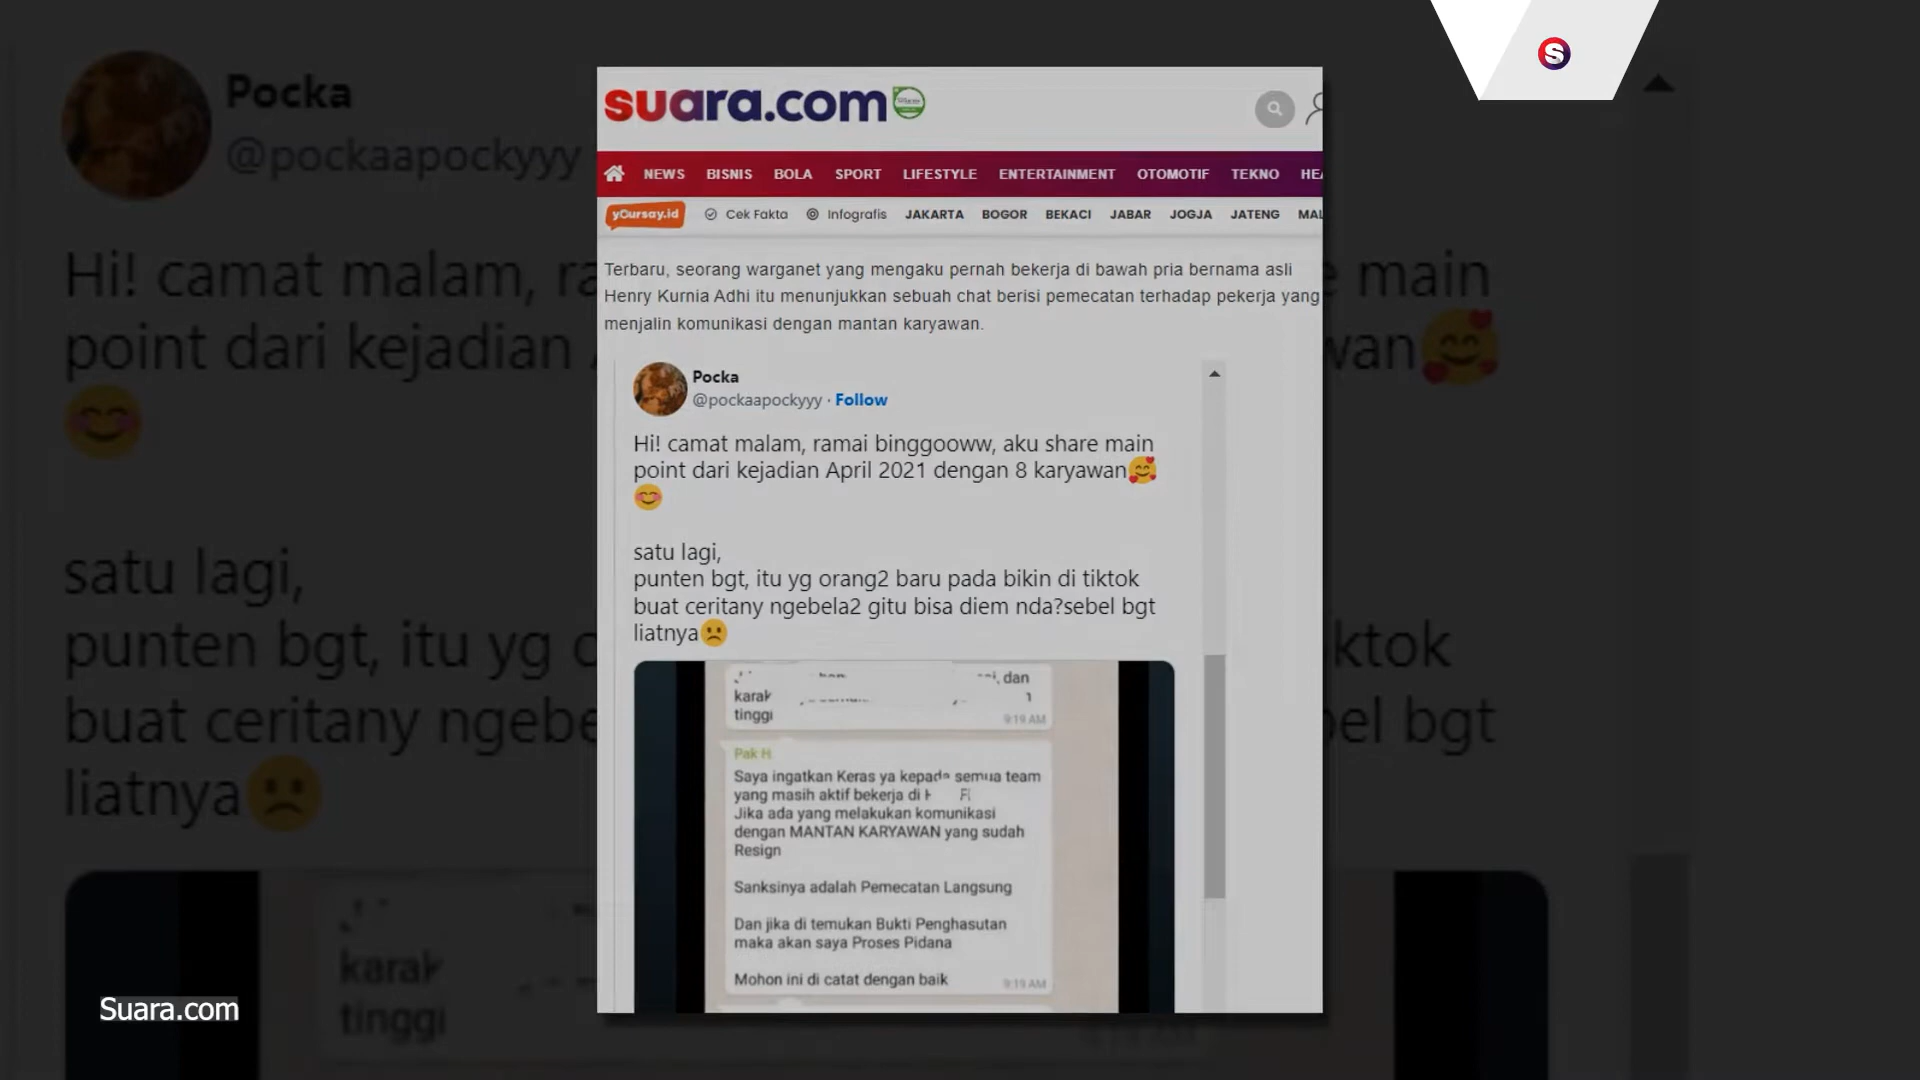 suara.com
NEWS BISNIS BOLA SPORT LIFESTYLE ENTERTAINMENT OTOMOTIF TEKNO
yoursay.id Cek Fakta Infografis JAKARTA BOGOR BEKACI JABAR JOGJA JATENG
Terbaru, seorang warganet yang mengaku pernah bekerja di bawah pria bernama asli
Henry Kurnia Adhi itu menunjukkan sebuah chat berisi pemecatan terhadap pekerja yang
menjalin komunikasi dengan mantan karyawan.
Pocka
@pockaapockyyy · Follow
Hi! camat malam, ramai binggooww, aku share main
point dari kejadian April 2021 dengan 8 karyawan🥰
😊
satu lagi,
punten bgt, itu yg orang2 baru pada bikin di tiktok
buat ceritany ngebela2 gitu bisa diem nda?sebel bgt
liatnya🙁
dan
karak
tinggi
9:19 AM
Pak H
Saya ingatkan Keras ya kepada semua team
yang masih aktif bekerja di
Jika ada yang melakukan komunikasi
dengan MANTAN KARYAWAN yang sudah
Resign
Sanksinya adalah Pemecatan Langsung
Dan jika di temukan Bukti Penghasutan
maka akan saya Proses Pidana
Mohon ini di catat dengan baik
9:19 AM
Pocka
@pockaapockyyy
Hi! camat malam, main
point dari kejadian
😊
satu lagi,
punten bgt, itu yg
buat ceritany
liatnya🙁
karak
tinggi
Suara.com
S